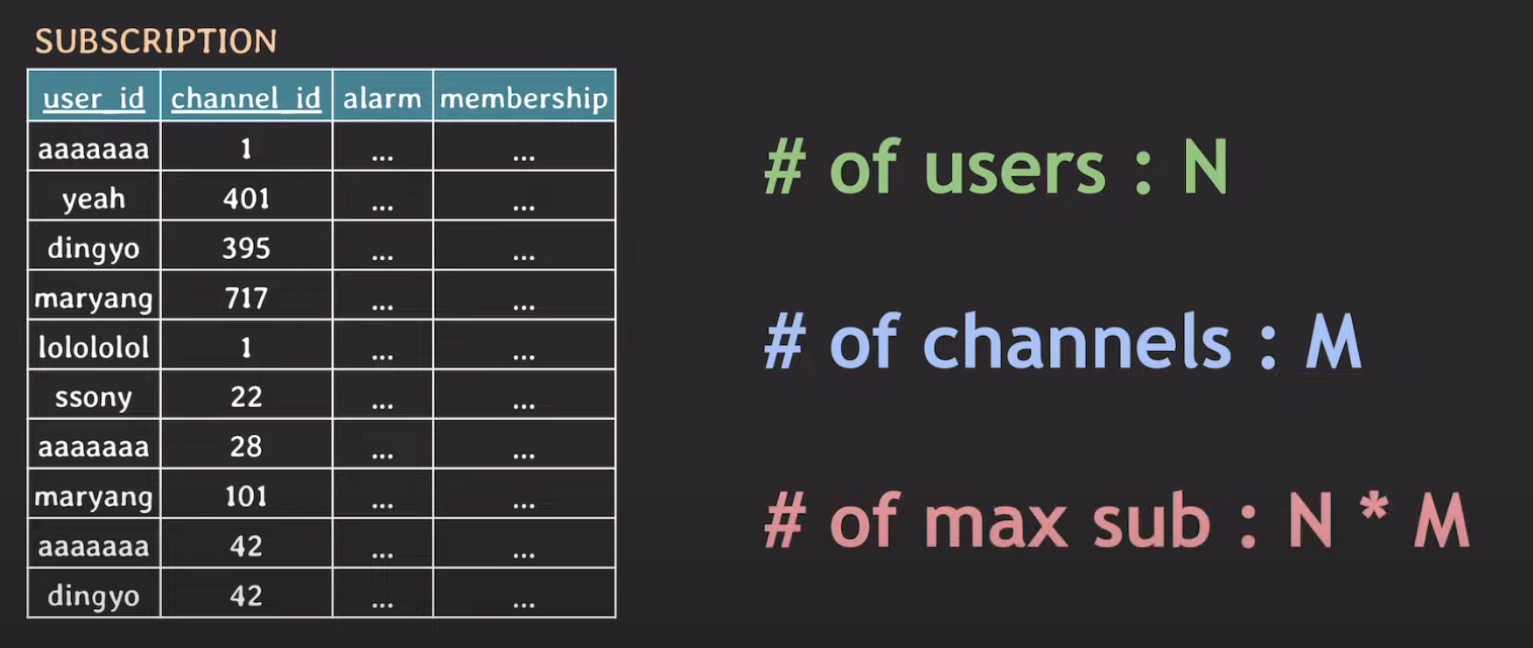 SUBSCRIPTION
user_id channel_id alarm membership
aaaaaaa 1 ... ...
yeah 401 ... ...
dingyo 395 ... ...
maryang 717 ... ...
lolololol 1 ... ...
ssony 22 ... ...
aaaaaaa 28 ... ...
maryang 101 ... ...
aaaaaaa 42 ... ...
dingyo 42 ... ...
# of users : N
# of channels : M
# of max sub : N * M